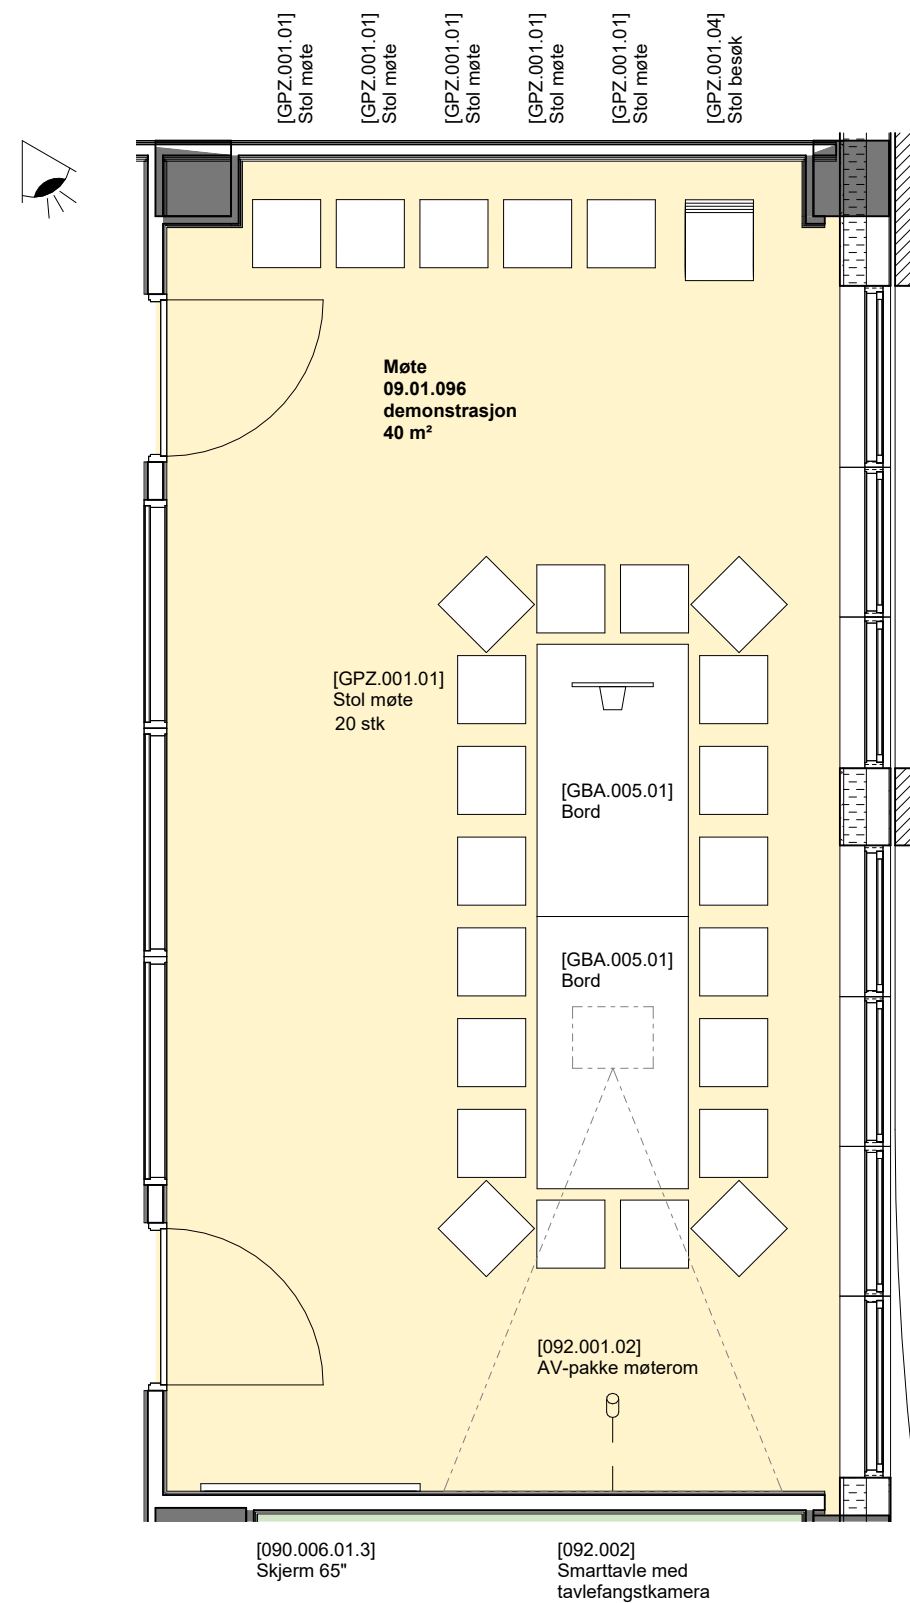 [GPZ.001.01]
Stol møte
[GPZ.001.01]
Stol møte
[GPZ.001.01]
Stol møte
[GPZ.001.01]
Stol møte
[GPZ.001.01]
Stol møte
[GPZ.001.04]
Stol besøk
Møte
09.01.096
demonstrasjon
40 m²
[GPZ.001.01]
Stol møte
20 stk
[GBA.005.01]
Bord
[GBA.005.01]
Bord
[092.001.02]
AV-pakke møterom
[090.006.01.3]
Skjerm 65"
[092.002]
Smarttavle med
tavlefangstkamera